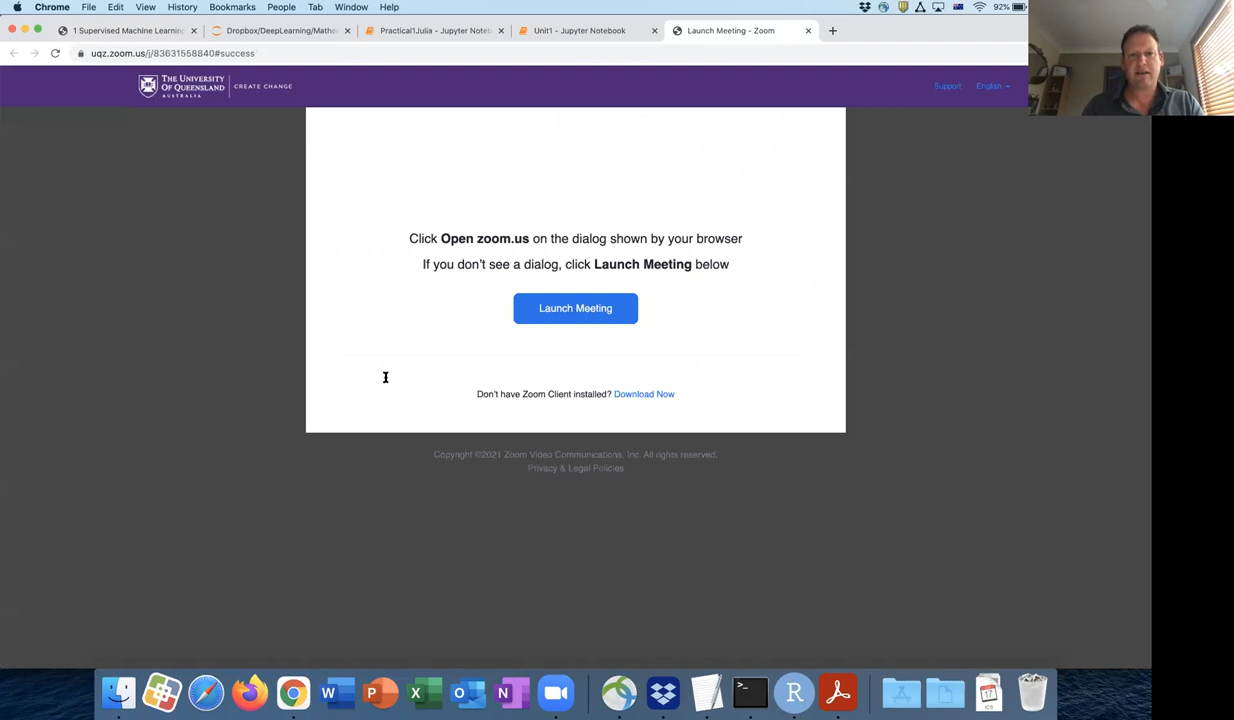 Chrome File Edit View History Bookmarks People Tab Window Help 92%
1 Supervised Machine Learning Dropbox/DeepLearning/Mathe Practical1Julia - Jupyter Noteb Unit1 - Jupyter Notebook Launch Meeting - Zoom
uqz.zoom.us/j/83631558840#success
THE UNIVERSITY
OF QUEENSLAND
AUSTRALIA
CREATE CHANGE
Support English
Click Open zoom.us on the dialog shown by your browser
If you don't see a dialog, click Launch Meeting below
Launch Meeting
Don't have Zoom Client installed? Download Now
Copyright ©2021 Zoom Video Communications, Inc. All rights reserved.
Privacy & Legal Policies
W P X O N R 17
ICS